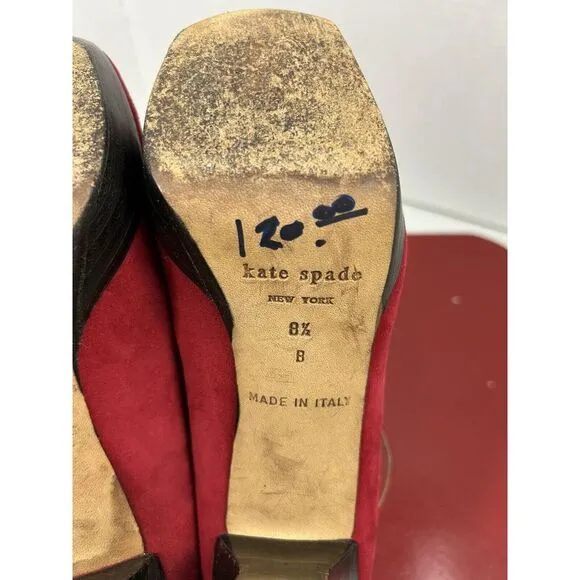 120.00
kate spade
NEW YORK
8½
B
MADE IN ITALY